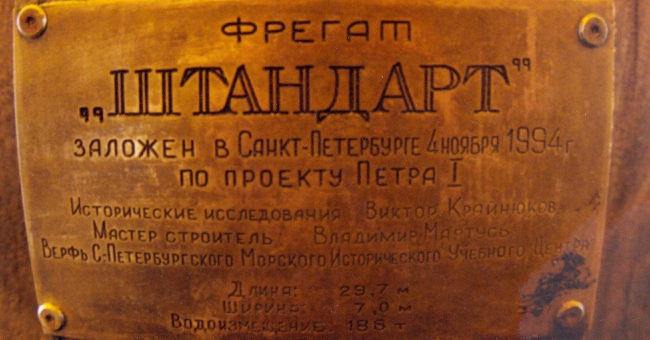 ФРЕГАТ
„ШТАНДАРТ"
ЗАЛОЖЕН В САНКТ-ПЕТЕРБУРГЕ 4 НОЯБРЯ 1994 г.
ПО ПРОЕКТУ ПЕТРА I
ИСТОРИЧЕСКИЕ ИССЛЕДОВАНИЯ ВИКТОР КРАЙНЮКОВ
МАСТЕР СТРОИТЕЛЬ ВЛАДИМИР МАРТУСЬ
ВЕРФЬ С-ПЕТЕРБУРГСКОГО МОРСКОГО ИСТОРИЧЕСКОГО УЧЕБНОГО ЦЕНТРА
ДЛИНА: 29,7 м
ШИРИНА: 7,0 м
ВОДОИЗМЕЩЕНИЕ: 186 т